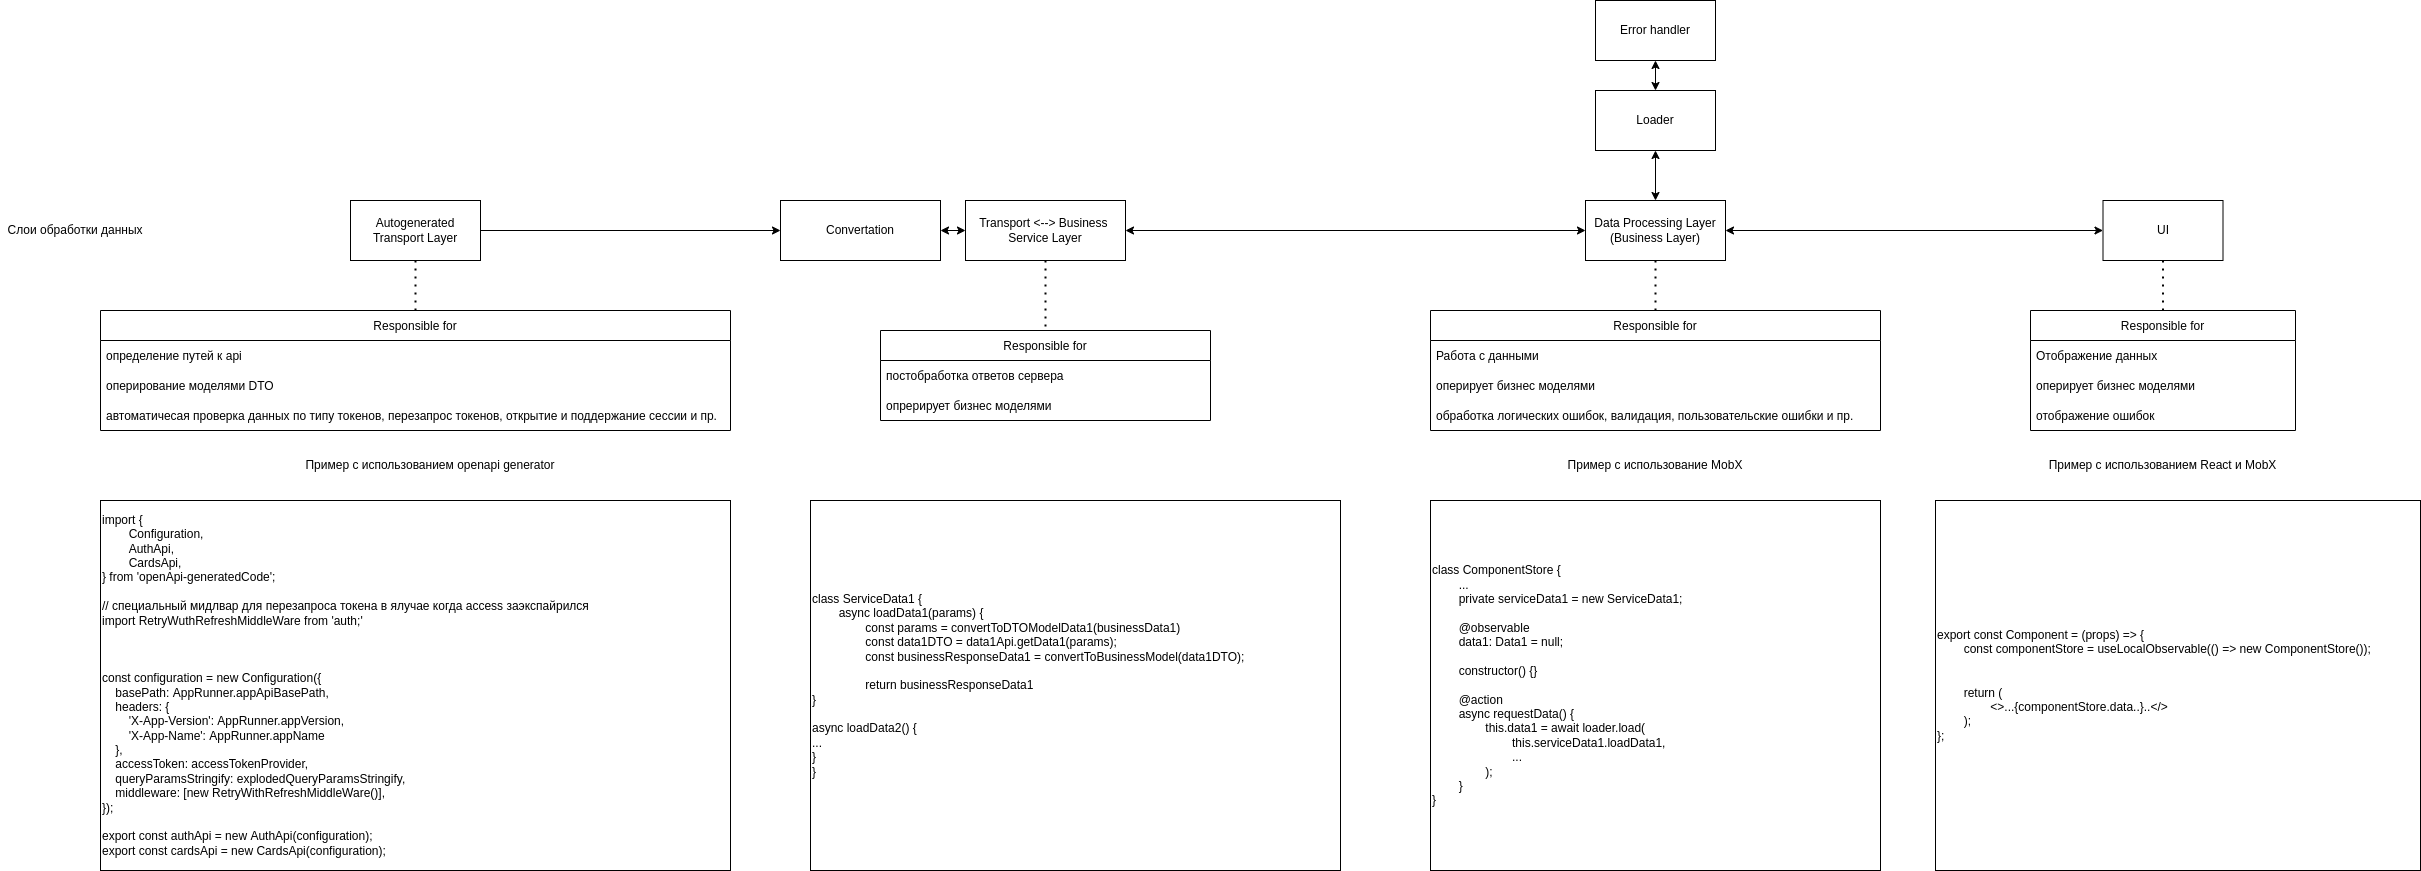 Error handler
Loader
Слои обработки данных
Autogenerated
Transport Layer
Convertation
Transport <--> Business
Service Layer
Data Processing Layer
(Business Layer)
UI
Responsible for
определение путей к api
оперирование моделями DTO
автоматичесая проверка данных по типу токенов, перезапрос токенов, открытие и поддержание сессии и пр.
Responsible for
постобработка ответов сервера
опрерирует бизнес моделями
Responsible for
Работа с данными
оперирует бизнес моделями
обработка логических ошибок, валидация, пользовательские ошибки и пр.
Responsible for
Отображение данных
оперирует бизнес моделями
отображение ошибок
Пример с использованием openapi generator
Пример с использование MobX
Пример с использованием React и MobX
import {
Configuration,
AuthApi,
CardsApi,
} from 'openApi-generatedCode';
// специальный мидлвар для перезапроса токена в ялучае когда access заэкспайрился
import RetryWuthRefreshMiddleWare from 'auth;'
const configuration = new Configuration({
basePath: AppRunner.appApiBasePath,
headers: {
'X-App-Version': AppRunner.appVersion,
'X-App-Name': AppRunner.appName
},
accessToken: accessTokenProvider,
queryParamsStringify: explodedQueryParamsStringify,
middleware: [new RetryWithRefreshMiddleWare()],
});
export const authApi = new AuthApi(configuration);
export const cardsApi = new CardsApi(configuration);
class ServiceData1 {
async loadData1(params) {
const params = convertToDTOModelData1(businessData1)
const data1DTO = data1Api.getData1(params);
const businessResponseData1 = convertToBusinessModel(data1DTO);
return businessResponseData1
}
async loadData2() {
...
}
}
class ComponentStore {
...
private serviceData1 = new ServiceData1;
@observable
data1: Data1 = null;
constructor() {}
@action
async requestData() {
this.data1 = await loader.load(
this.serviceData1.loadData1,
...
);
}
}
export const Component = (props) => {
const componentStore = useLocalObservable(() => new ComponentStore());
return (
<>...{componentStore.data..}..</>
);
};